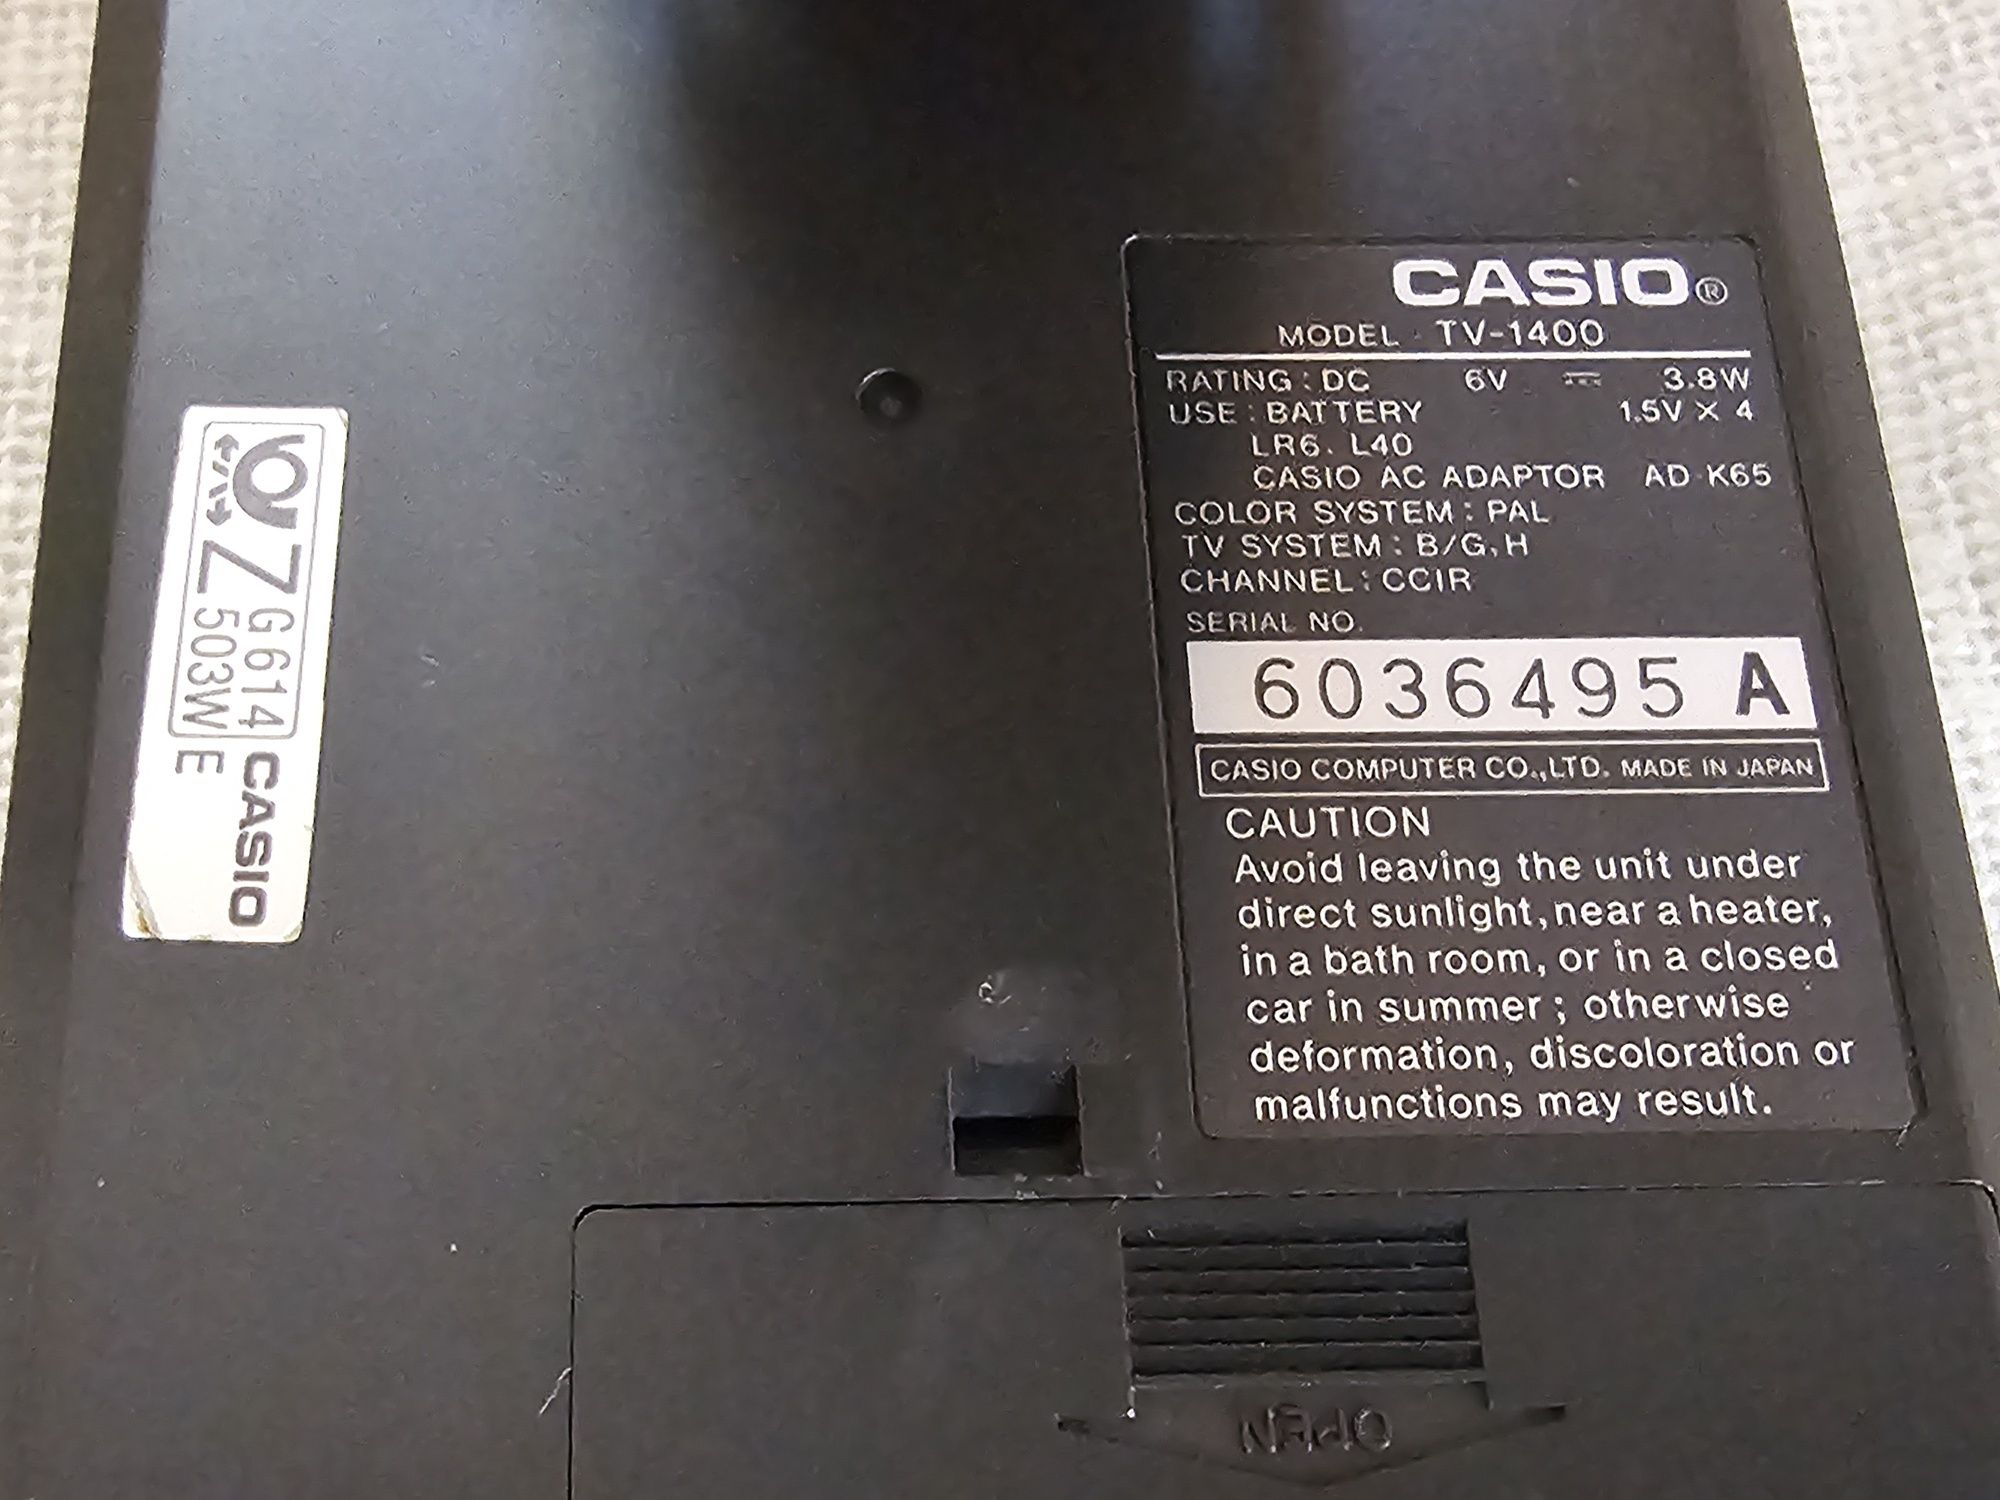 CASIO®
MODEL TV-1400
RATING : DC 6V 3.8W
USE : BATTERY 1.5V X 4
LR6. L40
CASIO AC ADAPTOR AD-K65
COLOR SYSTEM : PAL
TV SYSTEM : B/G, H
CHANNEL : CCIR
SERIAL NO.
6036495 A
CASIO COMPUTER CO.,LTD. MADE IN JAPAN
CAUTION
Avoid leaving the unit under
direct sunlight, near a heater,
in a bath room, or in a closed
car in summer ; otherwise
deformation, discoloration or
malfunctions may result.
Z G614
503W E
CASIO
OPEN